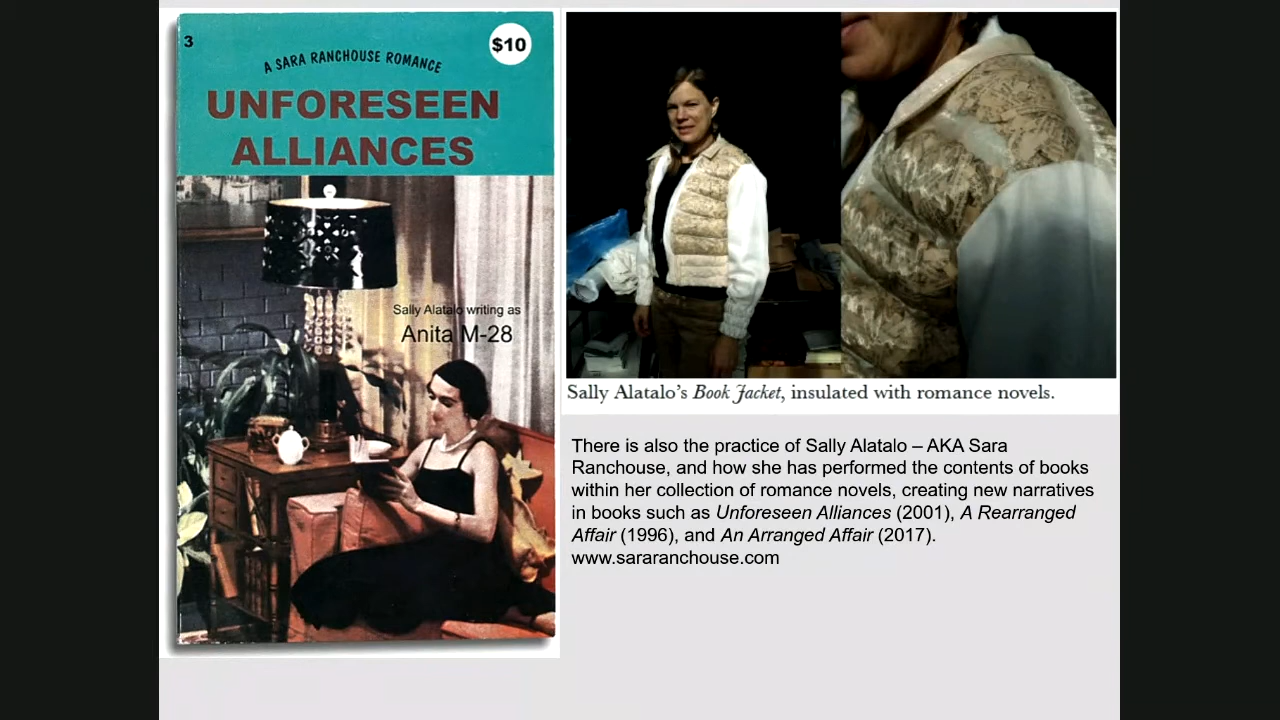 3
$10
A SARA RANCHOUSE ROMANCE
UNFORESEEN
ALLIANCES
Sally Alatalo writing as
Anita M-28
Sally Alatalo’s Book Jacket, insulated with romance novels.
There is also the practice of Sally Alatalo – AKA Sara
Ranchouse, and how she has performed the contents of books
within her collection of romance novels, creating new narratives
in books such as Unforeseen Alliances (2001), A Rearranged
Affair (1996), and An Arranged Affair (2017).
www.sararanchouse.com